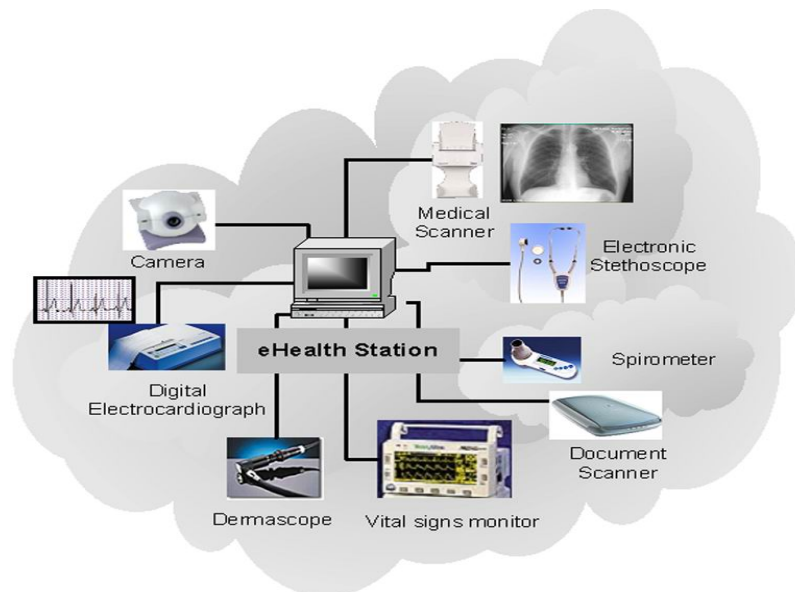 Medical
Scanner
Camera
Electronic
Stethoscope
eHealth Station
Spirometer
Digital
Electrocardiograph
Document
Scanner
Dermascope
Vital signs monitor